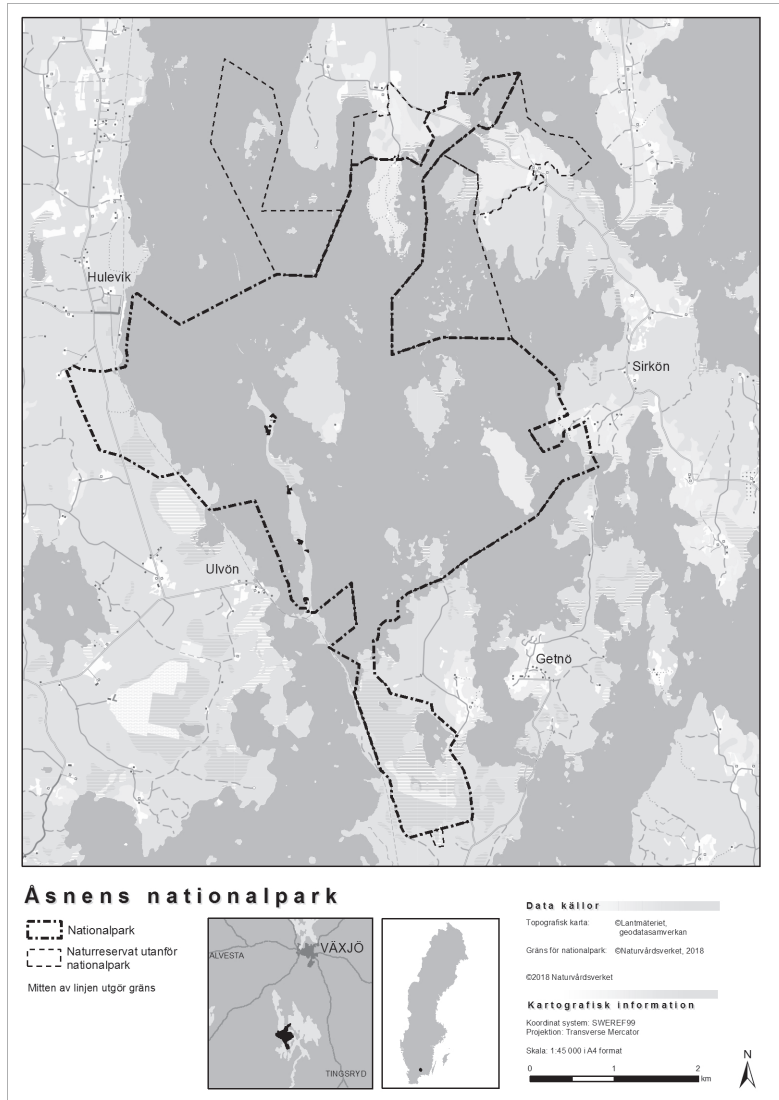 Hulevik
Sirkön
Ulvön
Getnö
Åsnens nationalpark
Nationalpark
Naturreservat utanför
nationalpark
Mitten av linjen utgör gräns
VÄXJÖ
ALVESTA
TINGSRYD
Data källor
Topografisk karta: ©Lantmäteriet,
geodatasamverkan
Gräns för nationalpark: ©Naturvårdsverket, 2018
©2018 Naturvårdsverket
Kartografisk information
Koordinat system: SWEREF99
Projektion: Transverse Mercator
Skala: 1:45 000 i A4 format
0 1 2
km
N